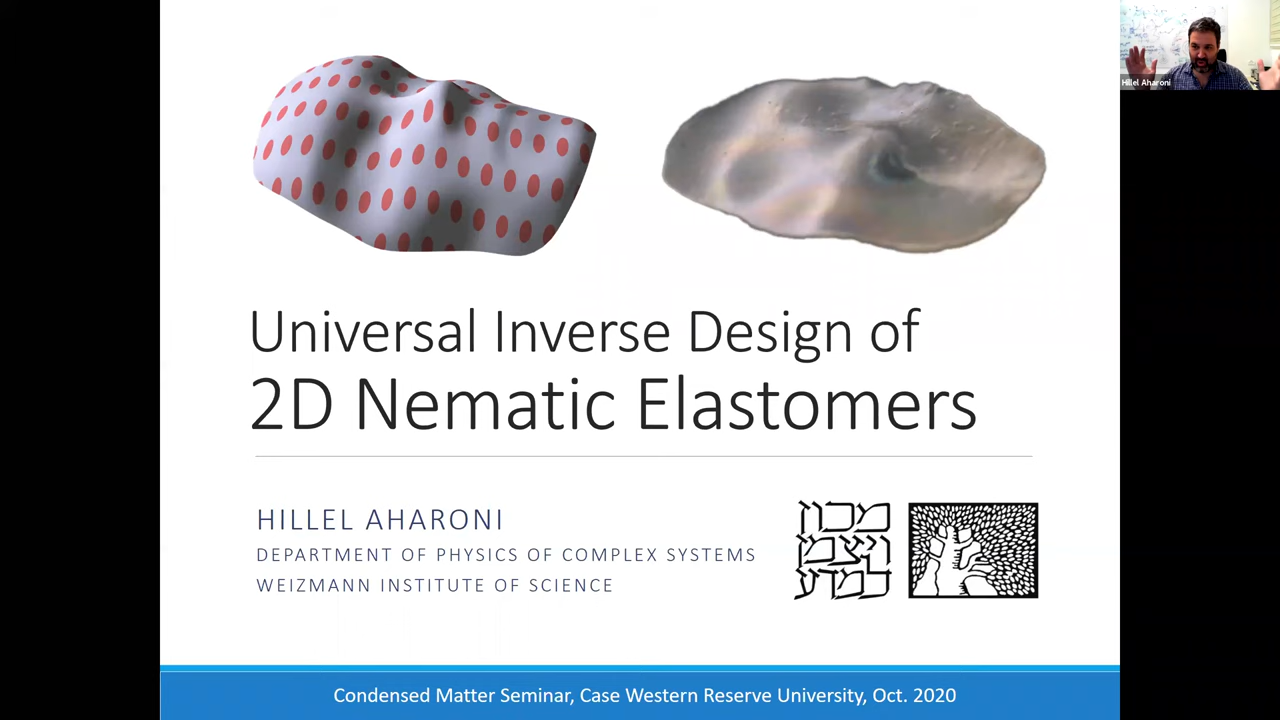 Hillel Aharoni
Universal Inverse Design of
2D Nematic Elastomers
HILLEL AHARONI
DEPARTMENT OF PHYSICS OF COMPLEX SYSTEMS
WEIZMANN INSTITUTE OF SCIENCE
מכון
ויצמן
למדע
Condensed Matter Seminar, Case Western Reserve University, Oct. 2020